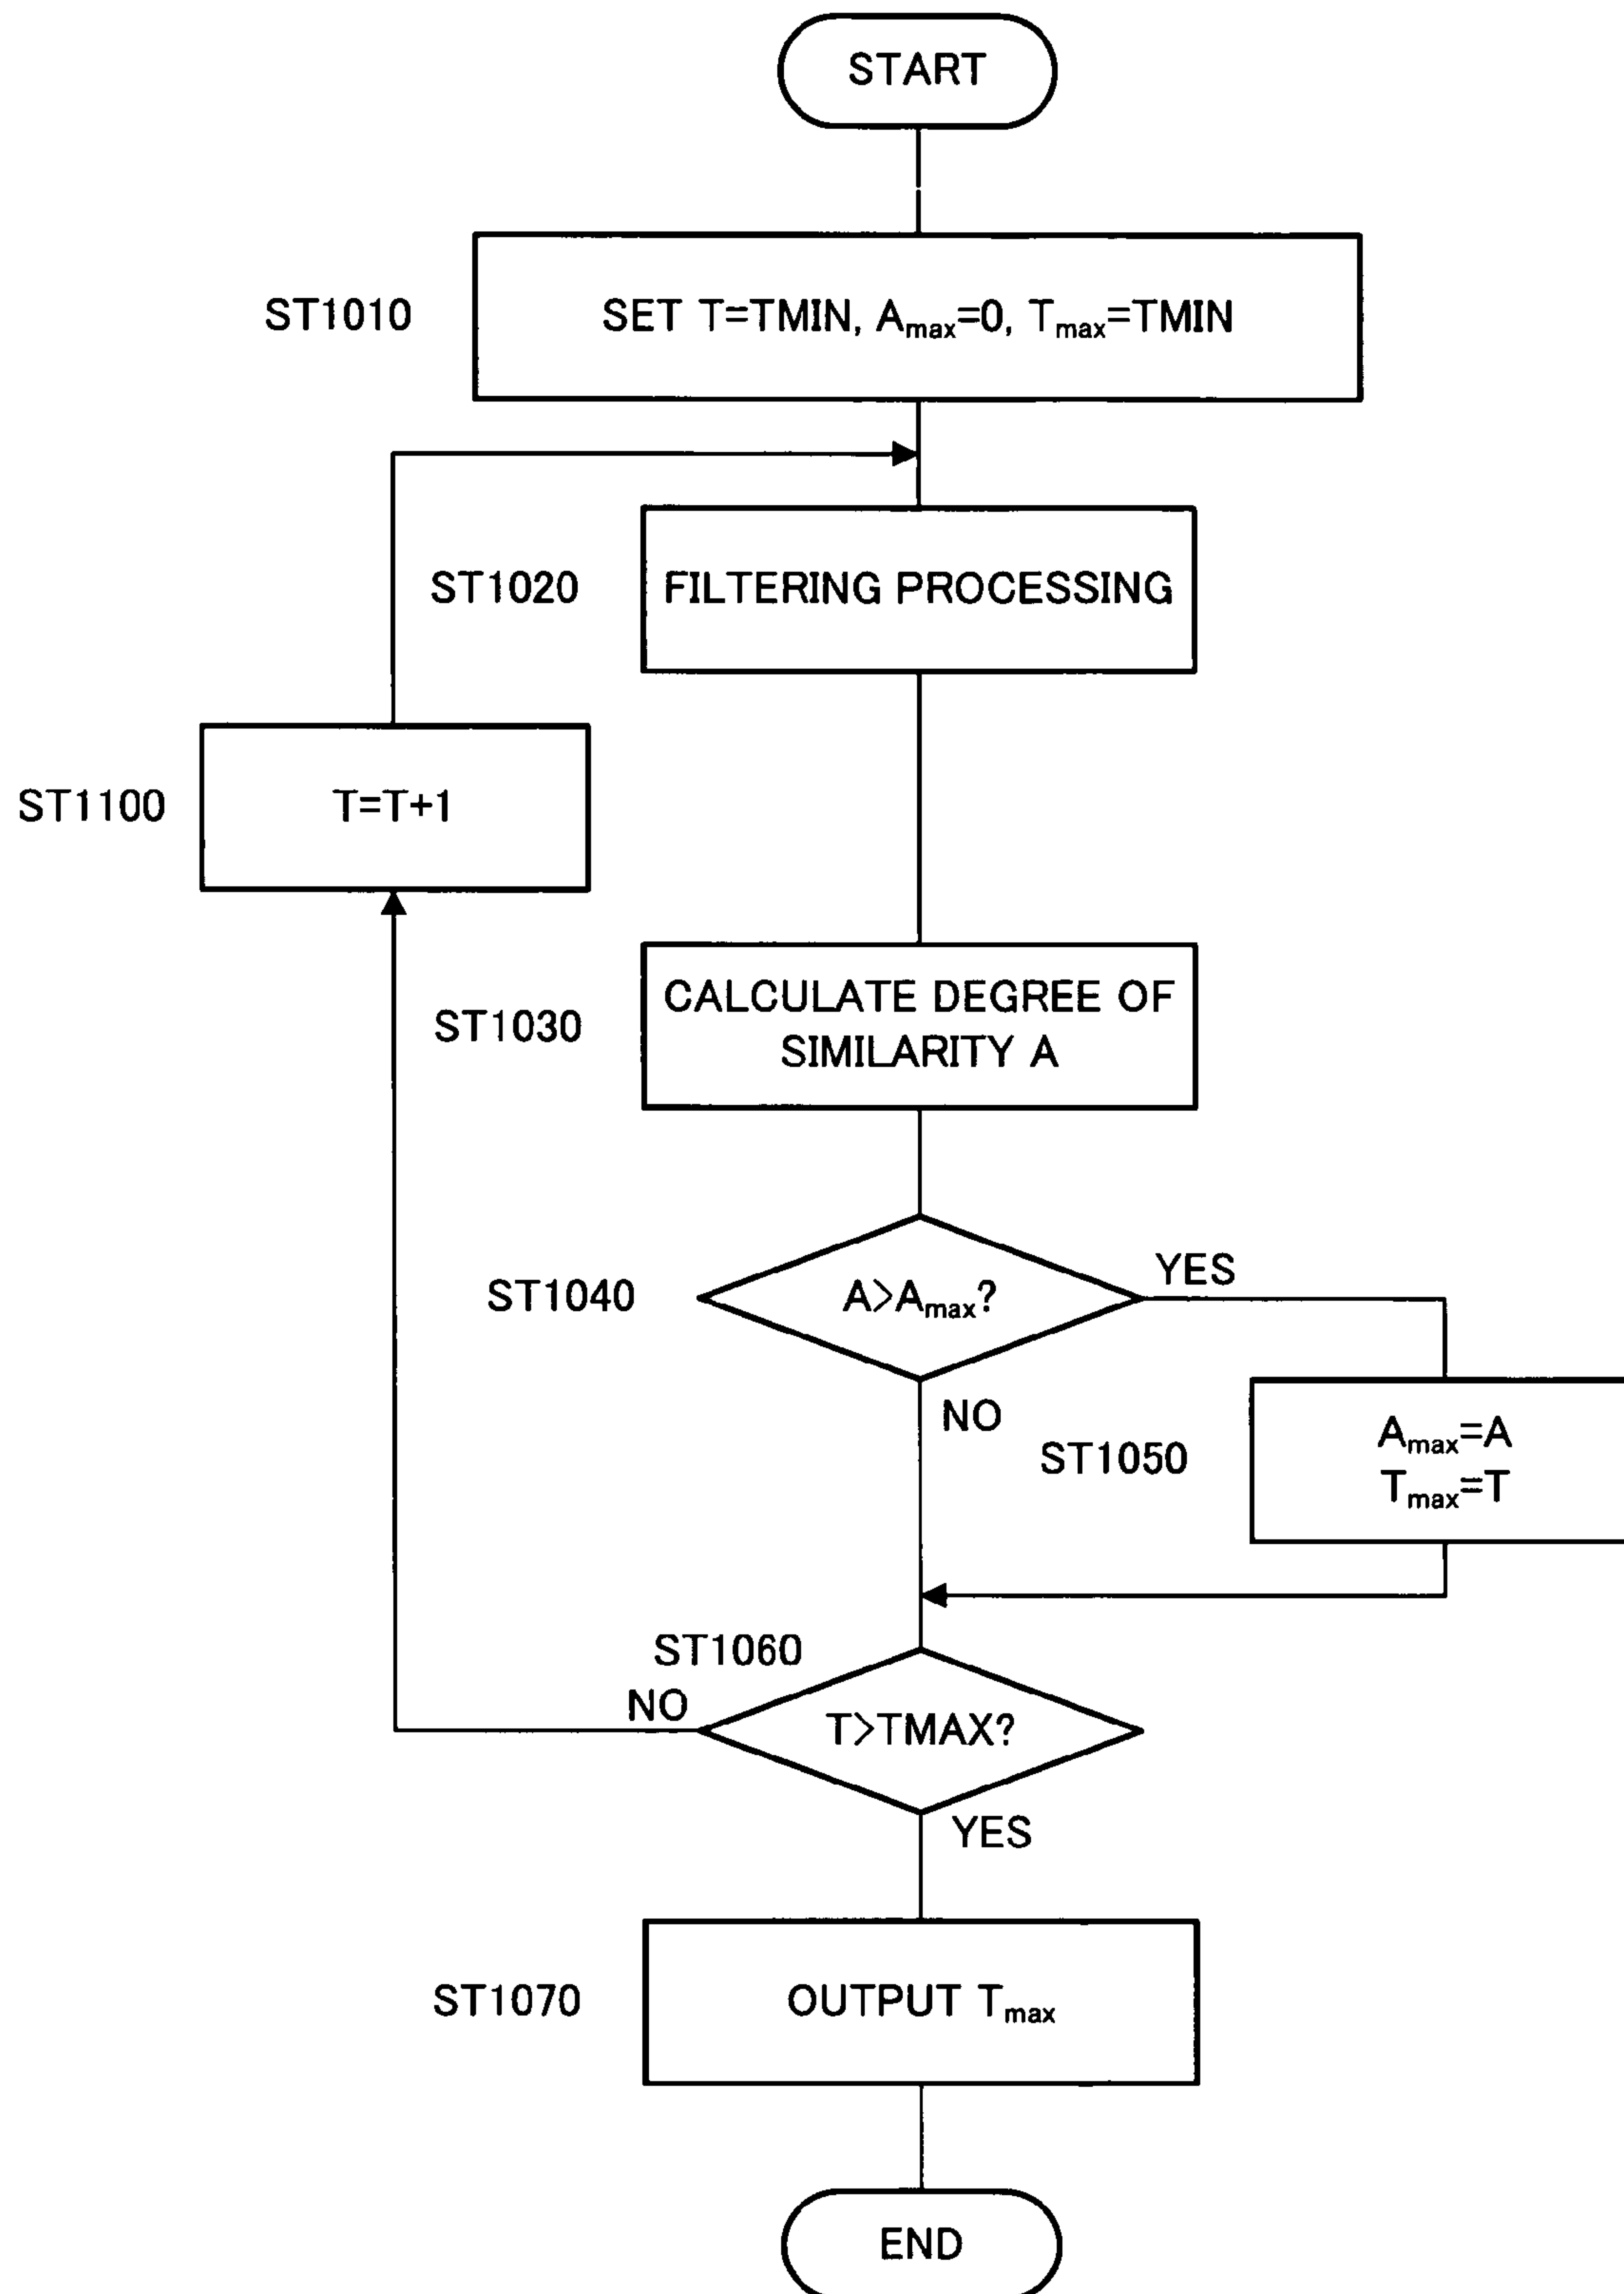 START
ST1010
SET T=TMIN, Amax=0, Tmax=TMIN
ST1020
FILTERING PROCESSING
ST1100
T=T+1
ST1030
CALCULATE DEGREE OF
SIMILARITY A
ST1040
A>Amax?
YES
NO
ST1050
Amax=A
Tmax=T
ST1060
NO
T>TMAX?
YES
ST1070
OUTPUT Tmax
END